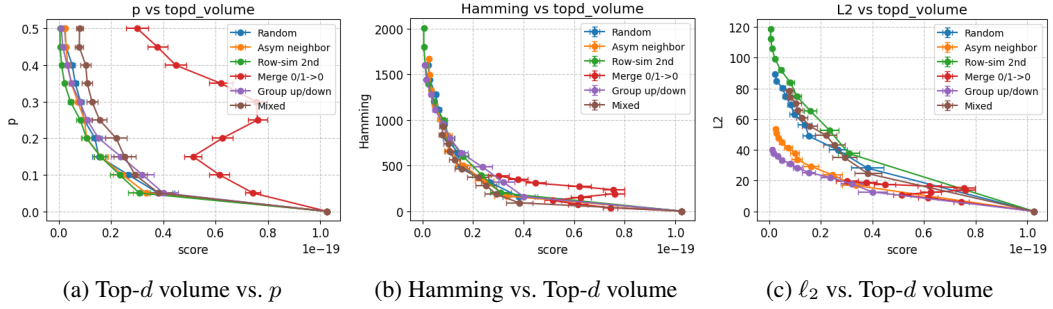 p vs topd_volume
0.5
0.4
0.3
0.2
0.1
0.0
p
0.0 0.2 0.4 0.6 0.8 1.0
score
1e−19
Random
Asym neighbor
Row-sim 2nd
Merge 0/1->0
Group up/down
Mixed
Hamming vs topd_volume
2000
1500
1000
500
0
Hamming
0.0 0.2 0.4 0.6 0.8 1.0
score
1e−19
Random
Asym neighbor
Row-sim 2nd
Merge 0/1->0
Group up/down
Mixed
L2 vs topd_volume
120
100
80
60
40
20
0
L2
0.0 0.2 0.4 0.6 0.8 1.0
score
1e−19
Random
Asym neighbor
Row-sim 2nd
Merge 0/1->0
Group up/down
Mixed
(a) Top-d volume vs. p
(b) Hamming vs. Top-d volume
(c) ℓ₂ vs. Top-d volume